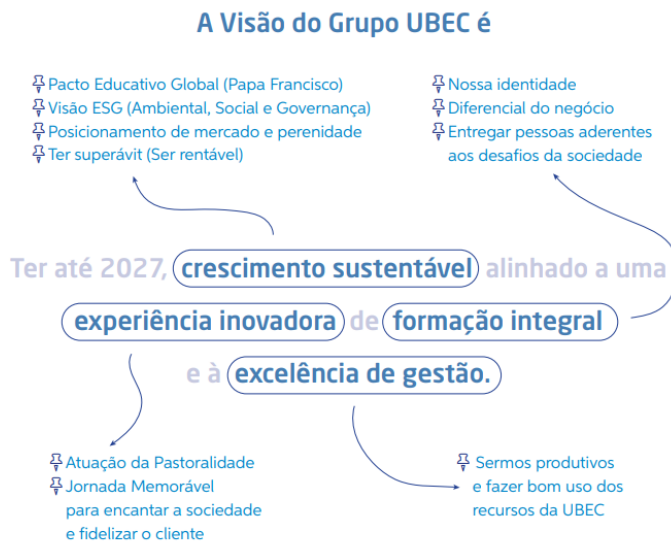 A Visão do Grupo UBEC é
Pacto Educativo Global (Papa Francisco)
Visão ESG (Ambiental, Social e Governança)
Posicionamento de mercado e perenidade
Ter superávit (Ser rentável)
Nossa identidade
Diferencial do negócio
Entregar pessoas aderentes
aos desafios da sociedade
Ter até 2027, crescimento sustentável alinhado a uma
experiência inovadora de formação integral
e à excelência de gestão.
Atuação da Pastoralidade
Jornada Memorável
para encantar a sociedade
e fidelizar o cliente
Sermos produtivos
e fazer bom uso dos
recursos da UBEC